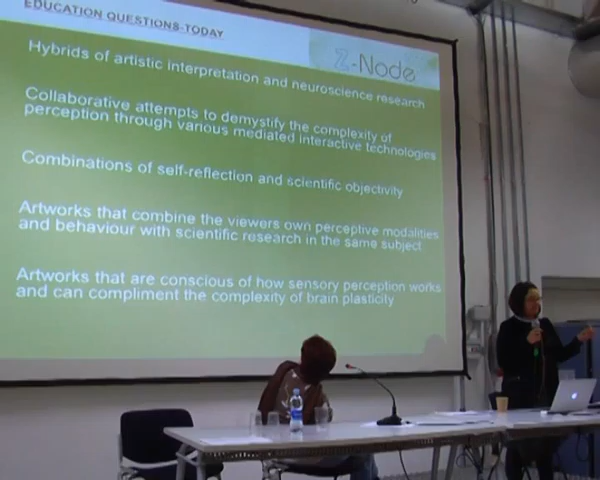 EDUCATION QUESTIONS-TODAY
Z-Node
Hybrids of artistic interpretation and neuroscience research
Collaborative attempts to demystify the complexity of
perception through various mediated interactive technologies
Combinations of self-reflection and scientific objectivity
Artworks that combine the viewers own perceptive modalities
and behaviour with scientific research in the same subject
Artworks that are conscious of how sensory perception works
and can compliment the complexity of brain plasticity